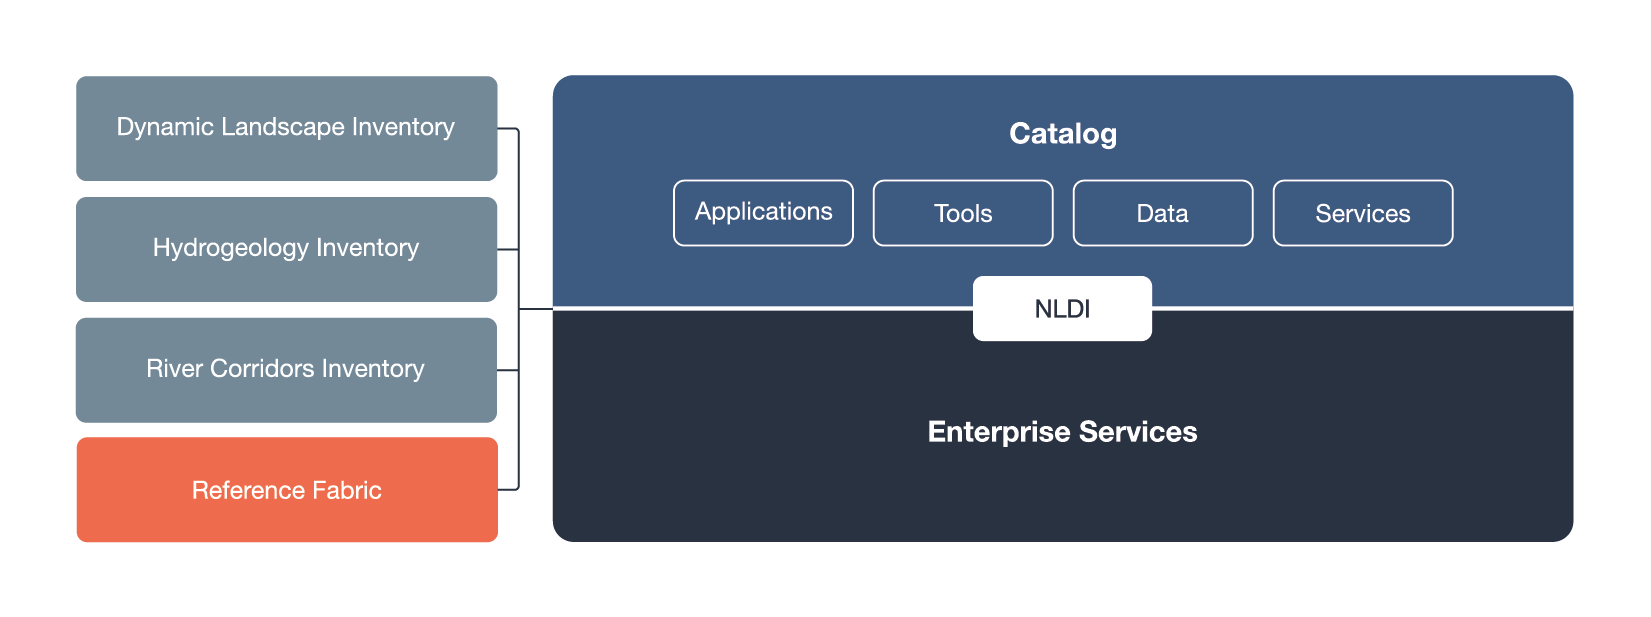 Dynamic Landscape Inventory
Hydrogeology Inventory
River Corridors Inventory
Reference Fabric
Catalog
Applications
Tools
Data
Services
NLDI
Enterprise Services